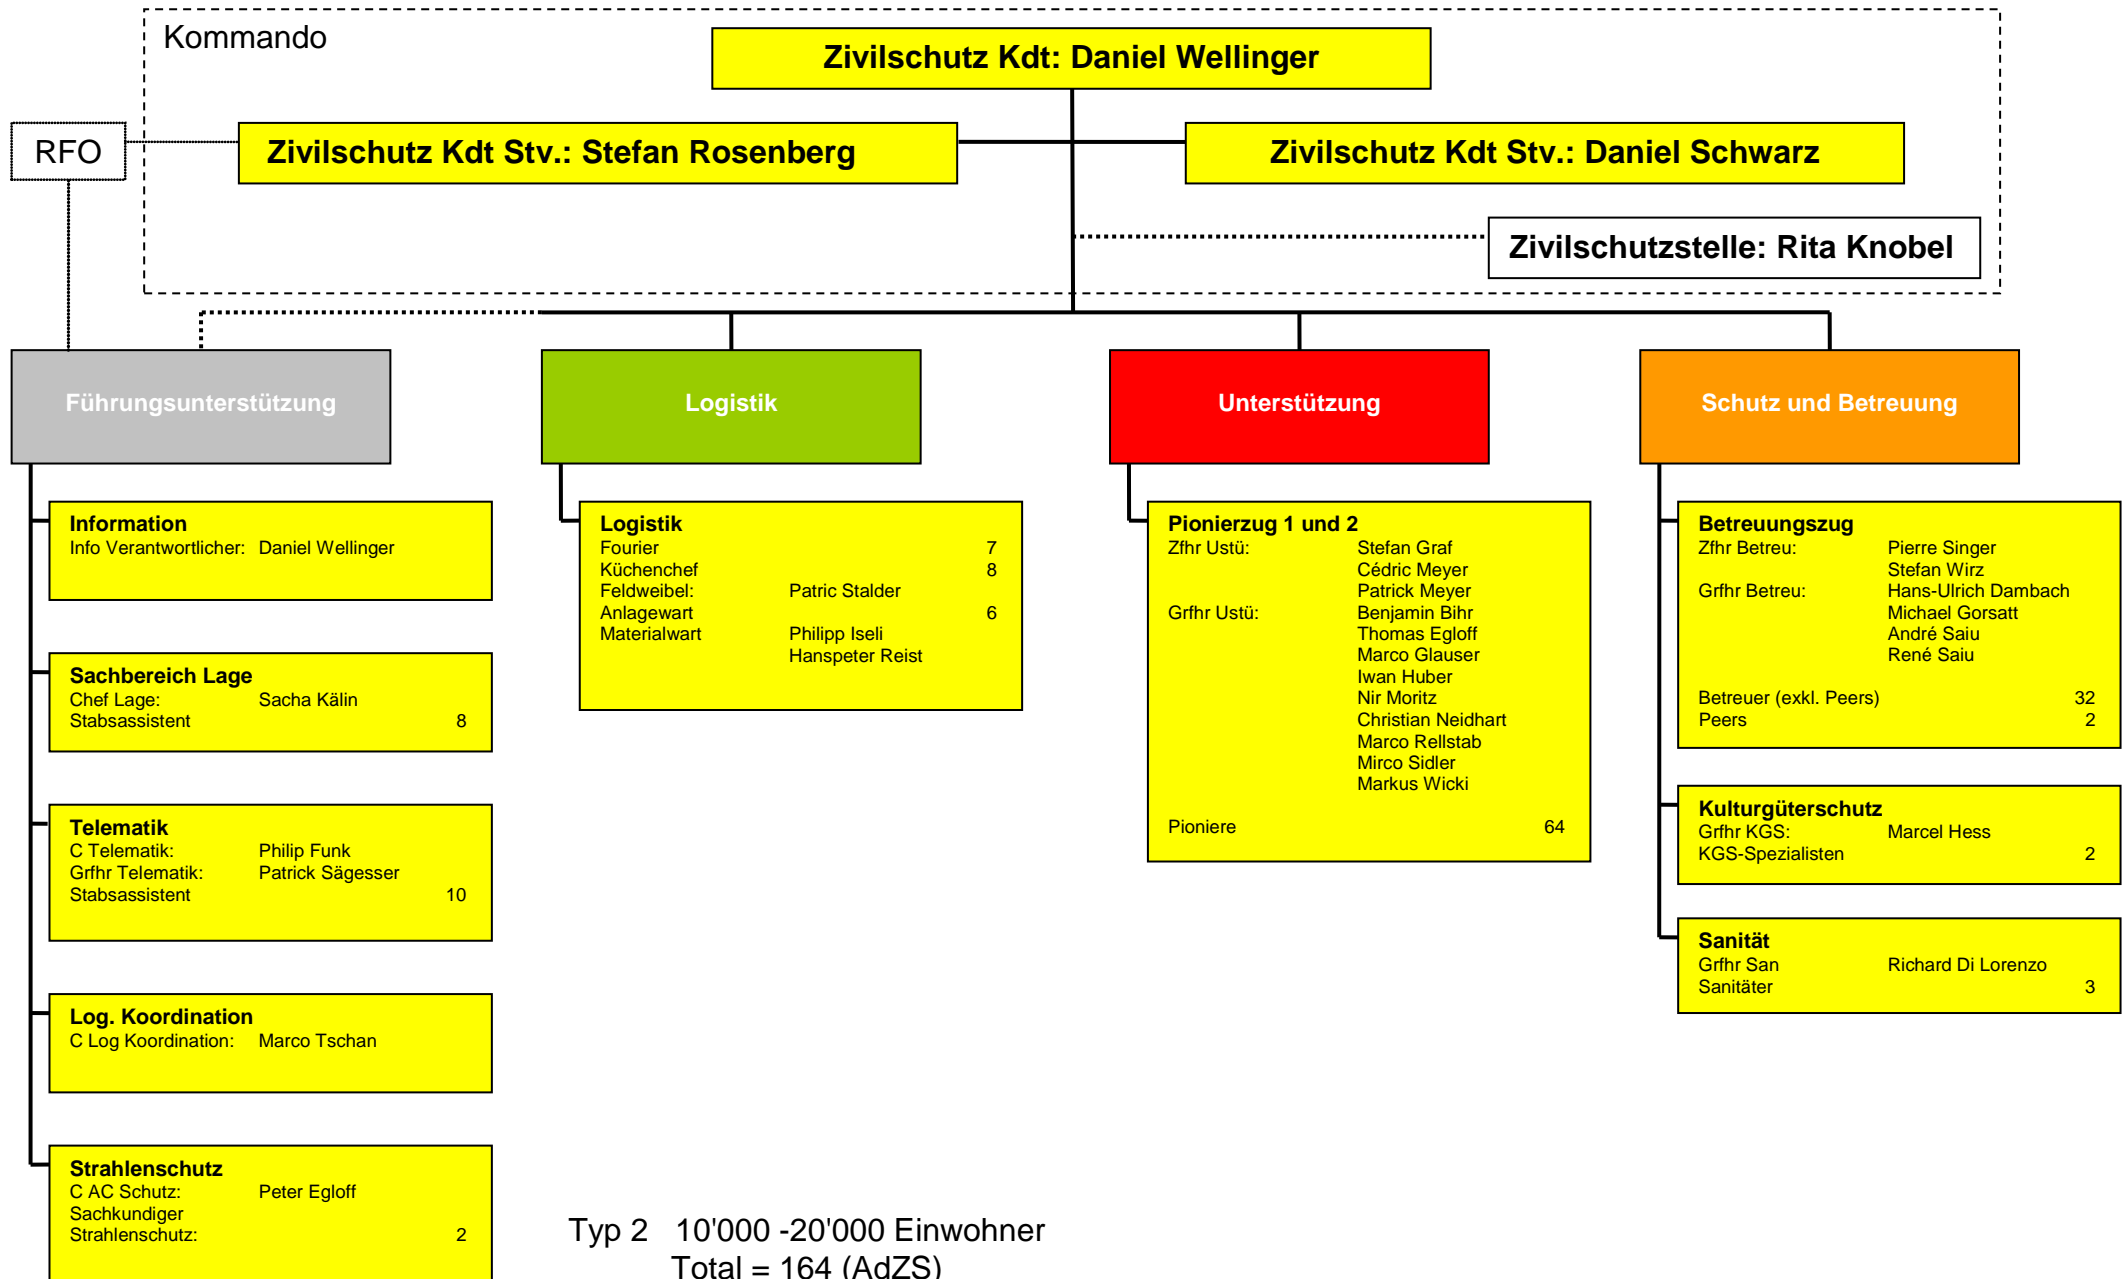 Kommando
Zivilschutz Kdt: Daniel Wellinger
RFO
Zivilschutz Kdt Stv.: Stefan Rosenberg
Zivilschutz Kdt Stv.: Daniel Schwarz
Zivilschutzstelle: Rita Knobel
Führungsunterstützung
Logistik
Unterstützung
Schutz und Betreuung
Information
Info Verantwortlicher: Daniel Wellinger
Sachbereich Lage
Chef Lage: Sacha Kälin
Stabsassistent 8
Telematik
C Telematik: Philip Funk
Grfhr Telematik: Patrick Sägesser
Stabsassistent 10
Log. Koordination
C Log Koordination: Marco Tschan
Strahlenschutz
C AC Schutz: Peter Egloff
Sachkundiger
Strahlenschutz: 2
Logistik
Fourier 7
Küchenchef 8
Feldweibel: Patric Stalder
Anlagewart 6
Materialwart Philipp Iseli
Hanspeter Reist
Pionierzug 1 und 2
Zfhr Ustü: Stefan Graf
Cédric Meyer
Patrick Meyer
Grfhr Ustü: Benjamin Bihr
Thomas Egloff
Marco Glauser
Iwan Huber
Nir Moritz
Christian Neidhart
Marco Rellstab
Mirco Sidler
Markus Wicki
Pioniere 64
Betreuungszug
Zfhr Betreu: Pierre Singer
Stefan Wirz
Grfhr Betreu: Hans-Ulrich Dambach
Michael Gorsatt
André Saiu
René Saiu
Betreuer (exkl. Peers) 32
Peers 2
Kulturgüterschutz
Grfhr KGS: Marcel Hess
KGS-Spezialisten 2
Sanität
Grfhr San Richard Di Lorenzo
Sanitäter 3
Typ 2 10'000 -20'000 Einwohner
Total = 164 (AdZS)